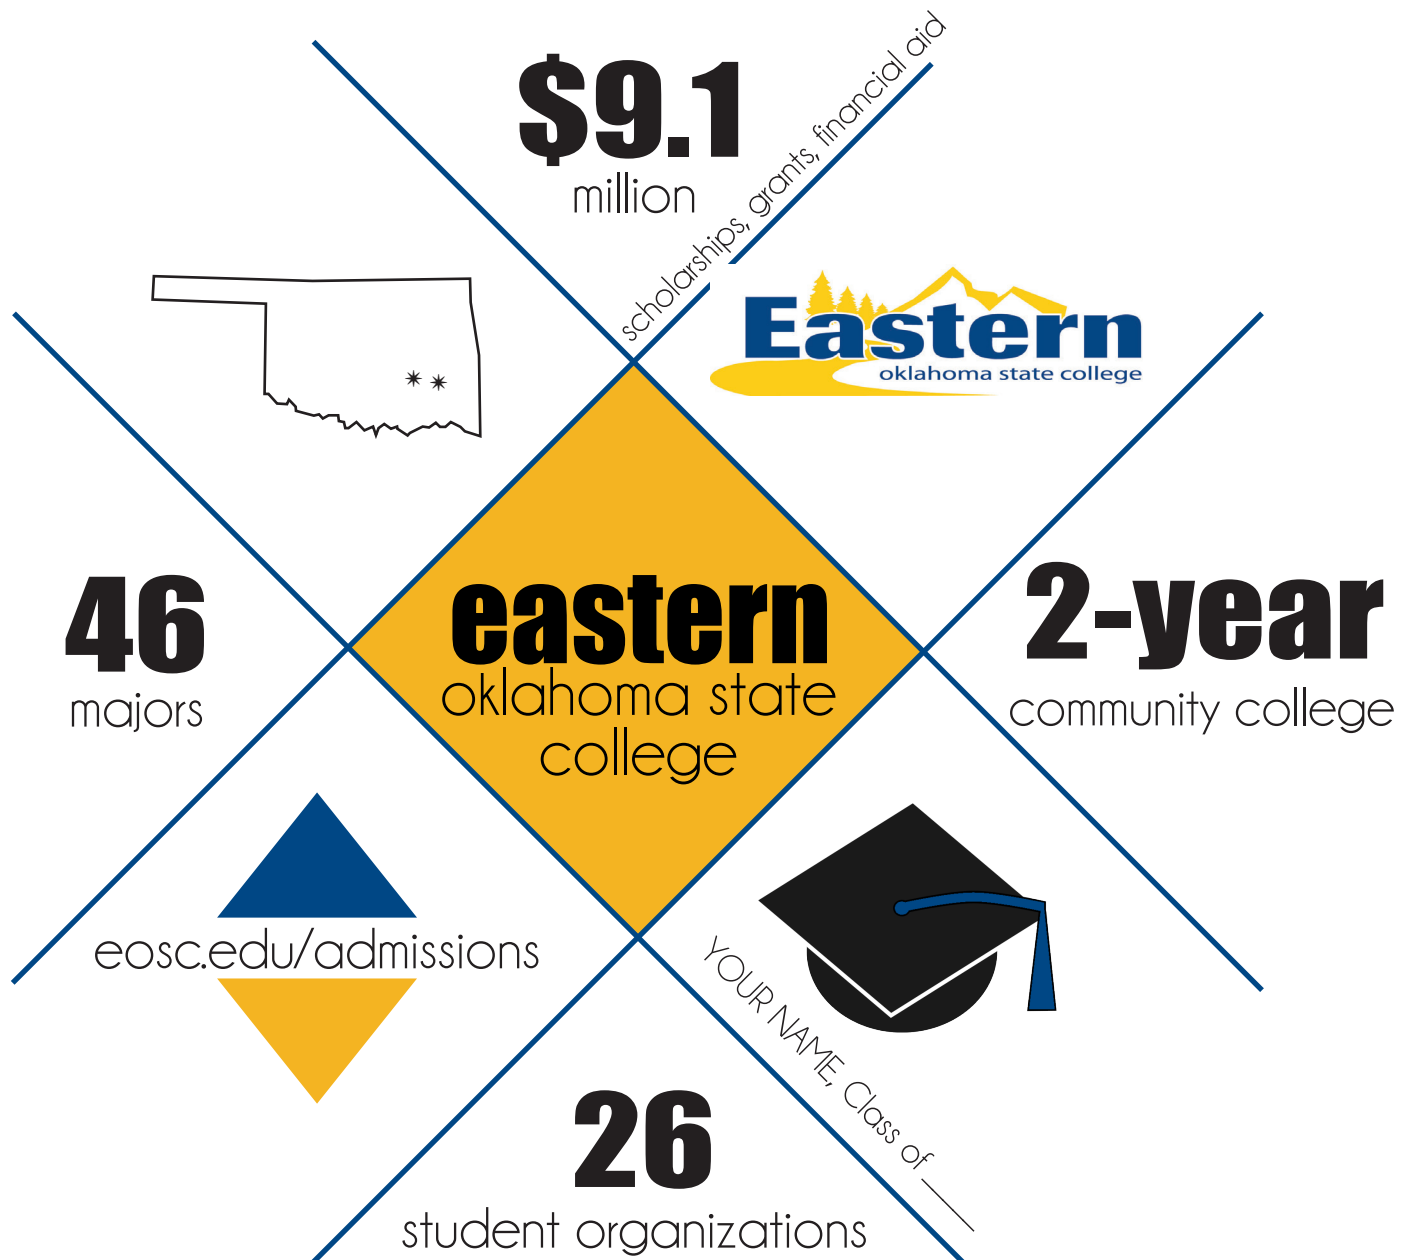 $9.1
million
scholarships, grants, financial aid
Eastern
oklahoma state college
46
majors
eastern
oklahoma state
college
2-year
community college
eosc.edu/admissions
YOUR NAME, Class of ____
26
student organizations